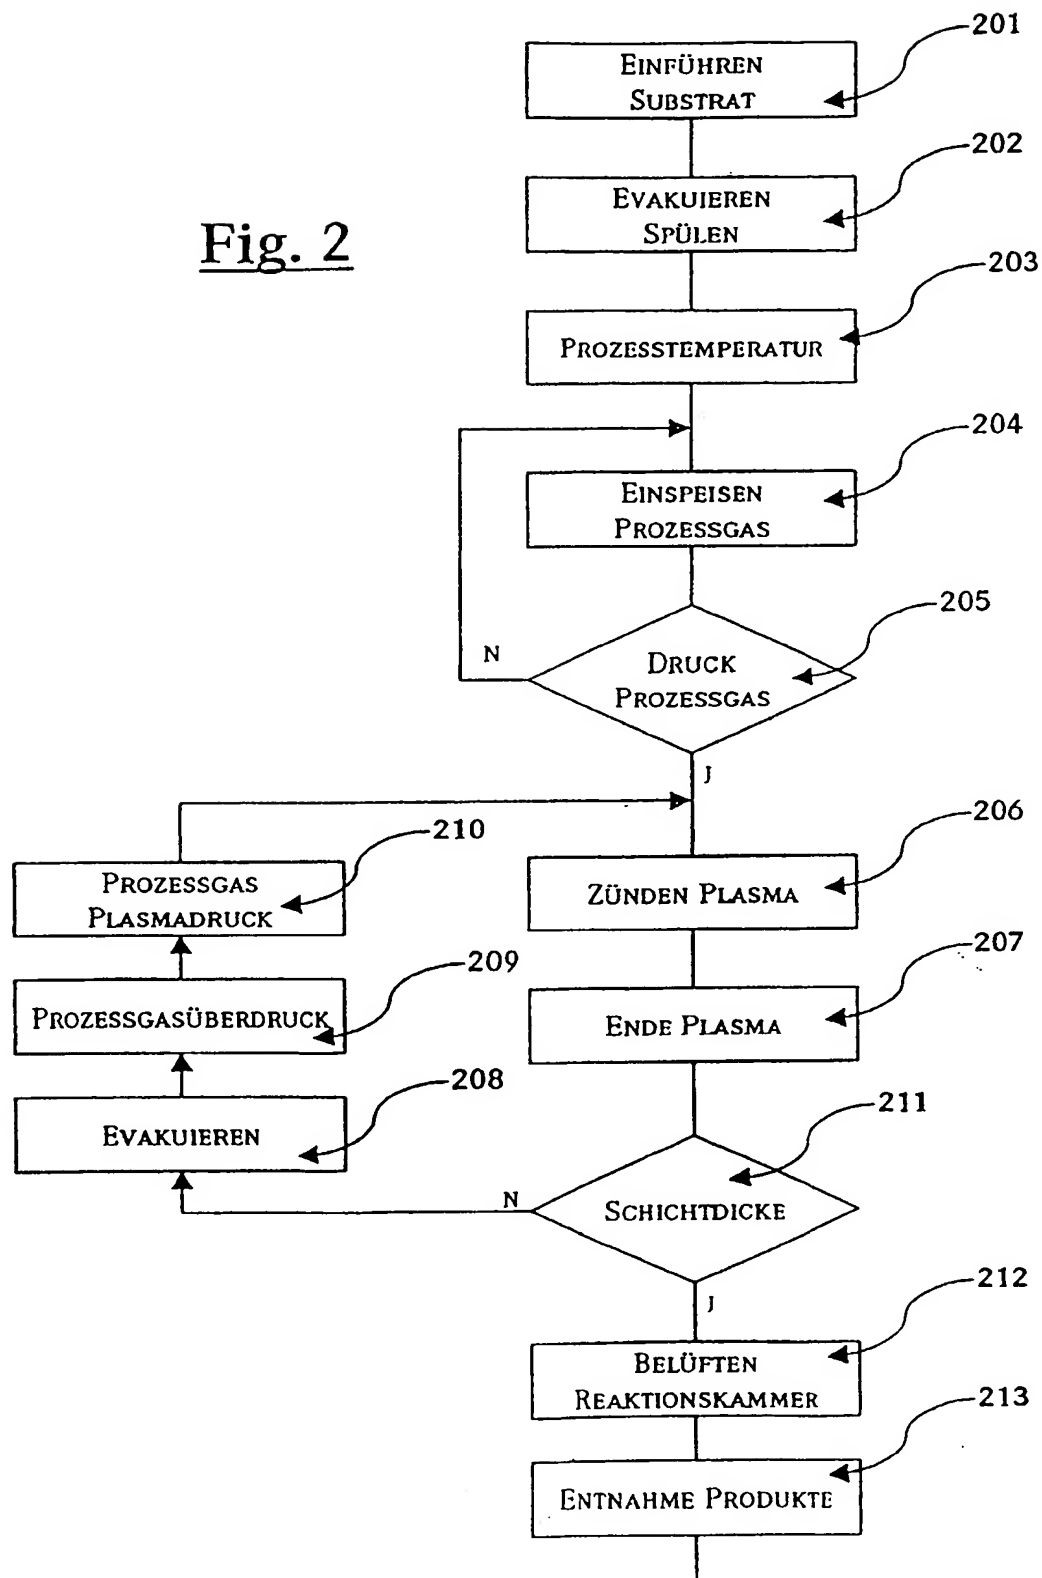 201
EINFÜHREN
SUBSTRAT
202
EVAKUIEREN
SPÜLEN
Fig. 2
203
PROZESSTEMPERATUR
204
EINSPEISEN
PROZESSGAS
205
N
DRUCK
PROZESSGAS
J
210
206
PROZESSGAS
PLASMADRUCK
ZÜNDEN PLASMA
209
207
PROZESSGASÜBERDRUCK
ENDE PLASMA
208
211
EVAKUIEREN
N
SCHICHTDICKE
J
212
BELÜFTEN
REAKTIONSKAMMER
213
ENTNAHME PRODUKTE